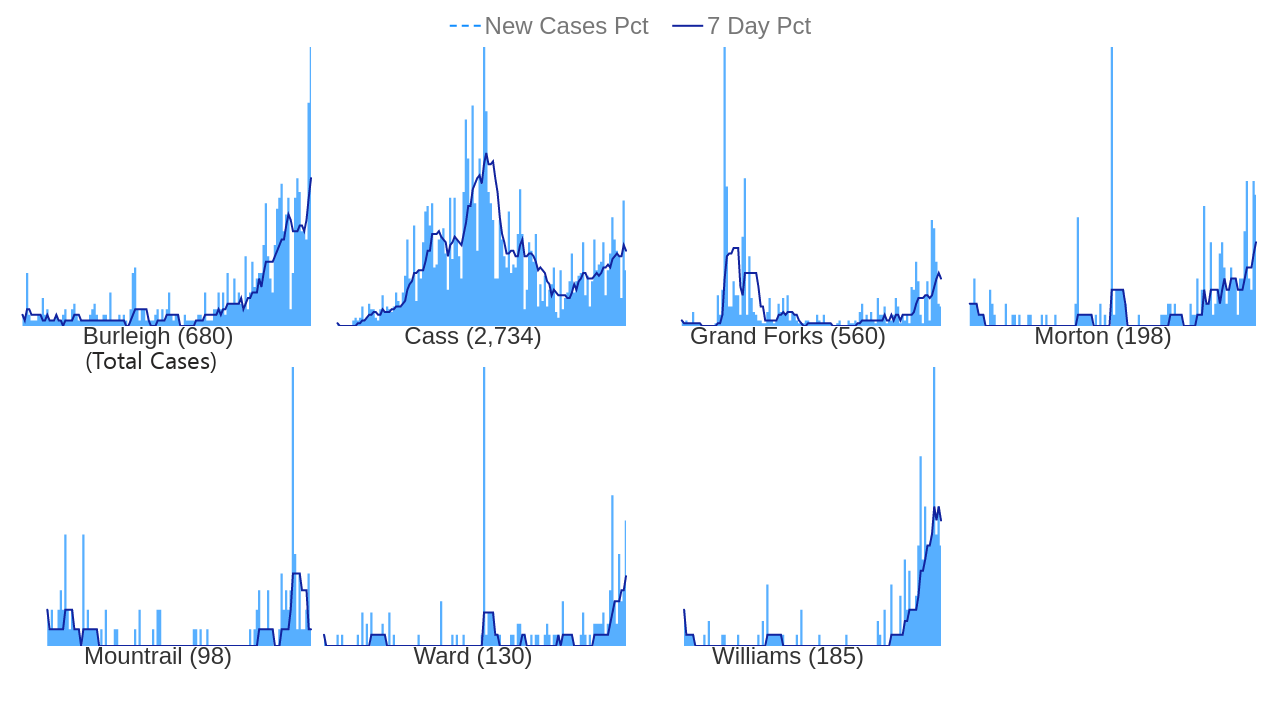 New Cases Pct 7 Day Pct
Burleigh (680) Cass (2,734) Grand Forks (560) Morton (198)
(Total Cases)
Mountrail (98) Ward (130) Williams (185)